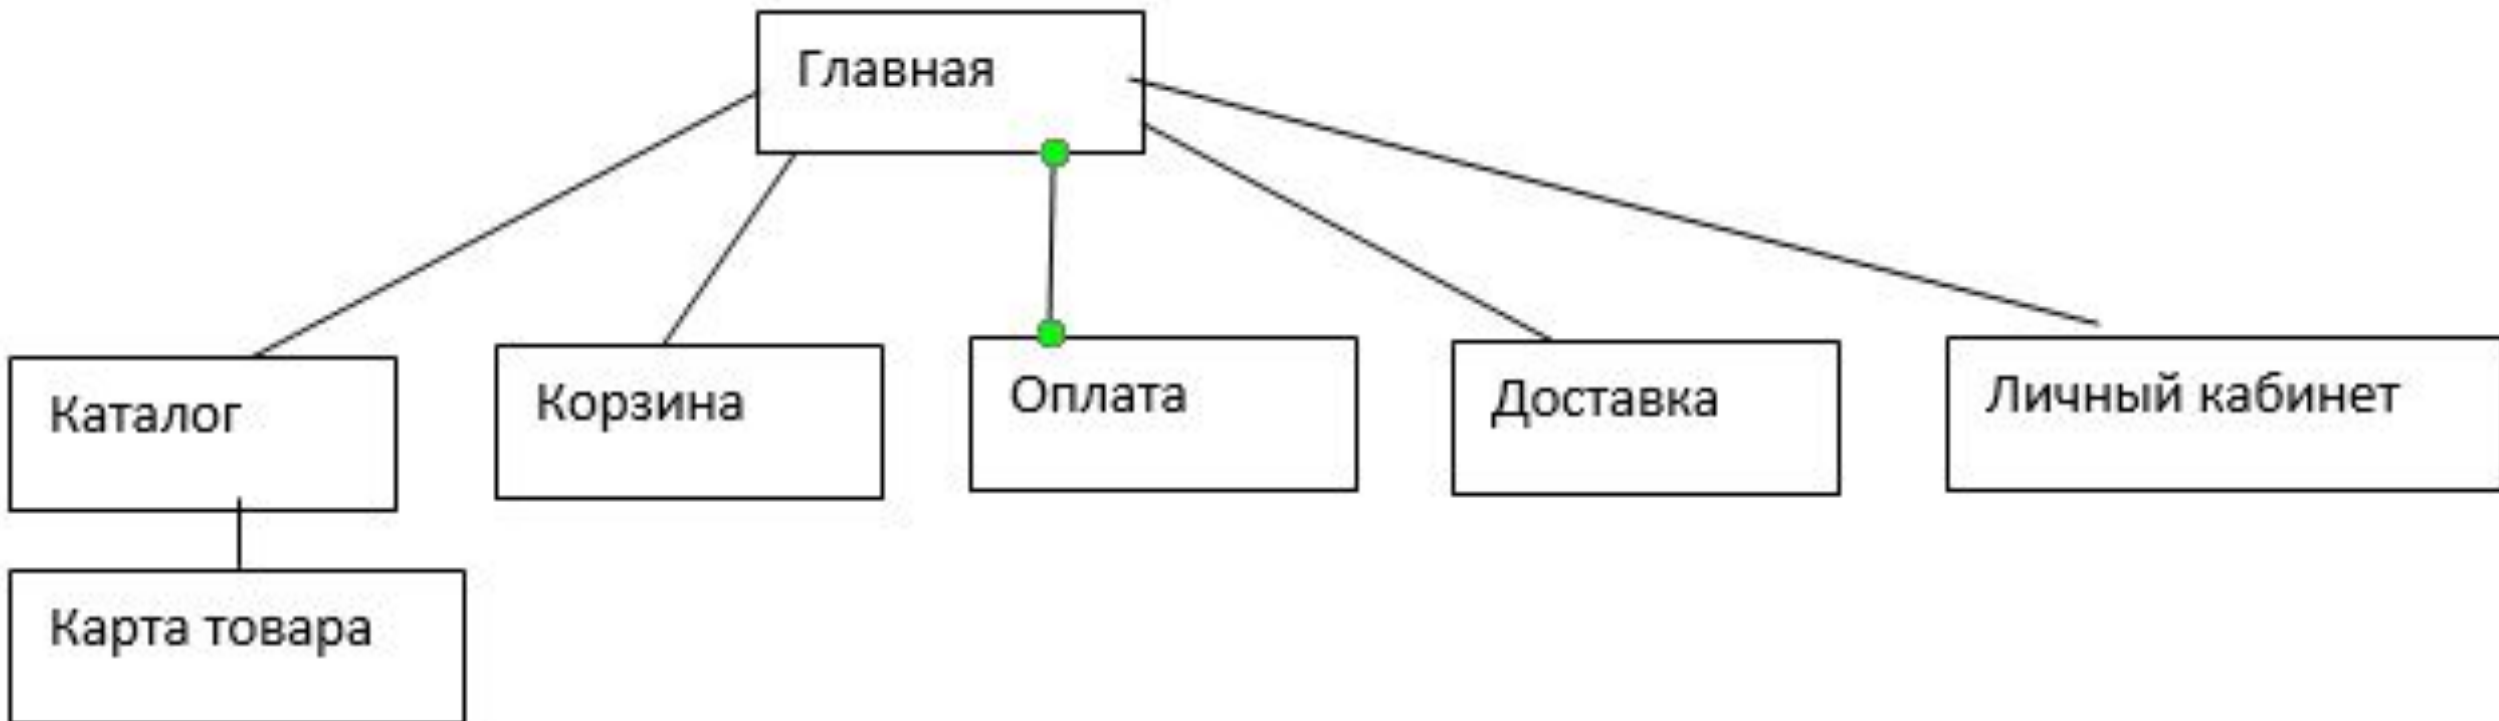 Главная
Каталог
Корзина
Оплата
Доставка
Личный кабинет
Карта товара